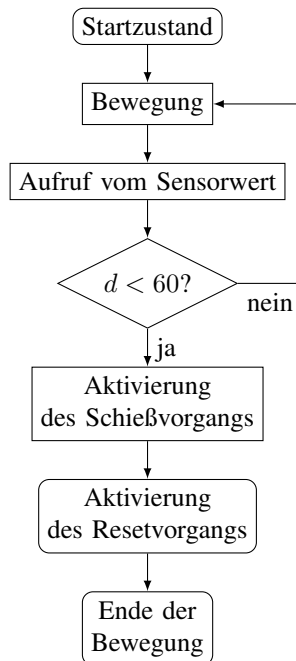 Startzustand
Bewegung
Aufruf vom Sensorwert
d < 60?
nein
ja
Aktivierung
des Schießvorgangs
Aktivierung
des Resetvorgangs
Ende der
Bewegung